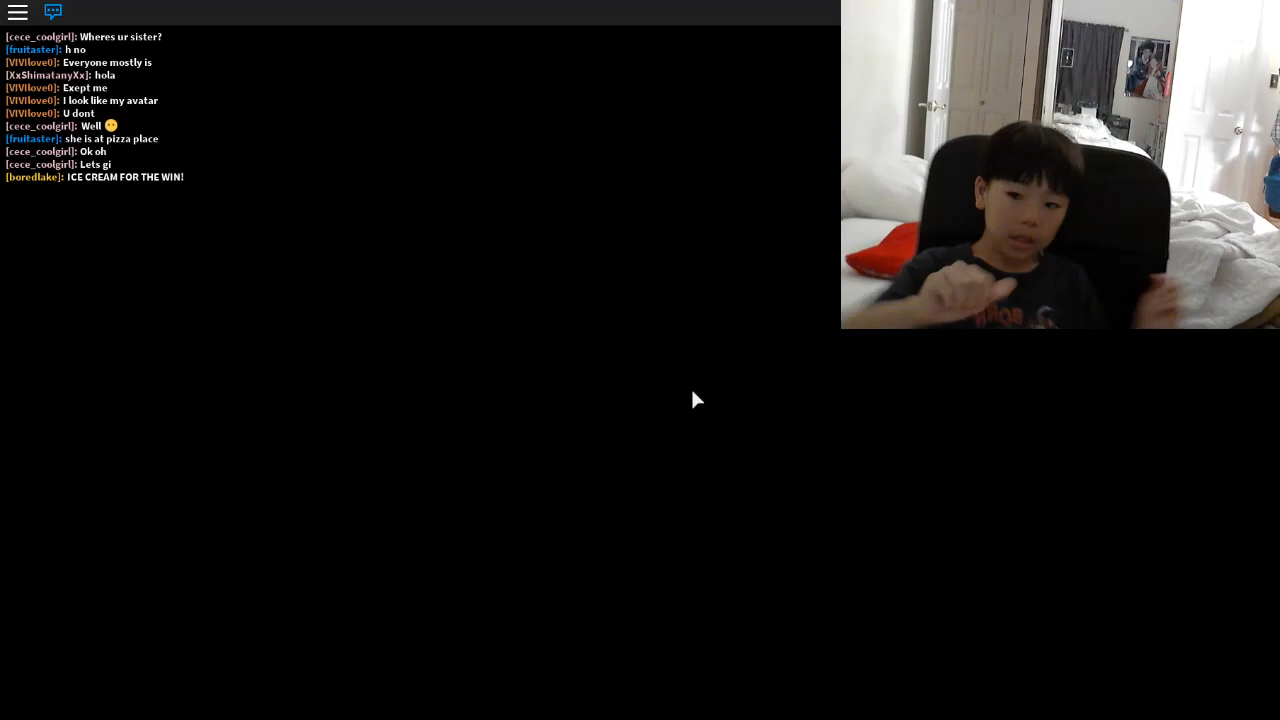 [cece_coolgirl]: Wheres ur sister?
[fruitaster]: h no
[VIVIlove0]: Everyone mostly is
[XxShimatanyXx]: hola
[VIVIlove0]: Exept me
[VIVIlove0]: I look like my avatar
[VIVIlove0]: U dont
[cece_coolgirl]: Well 😶
[fruitaster]: she is at pizza place
[cece_coolgirl]: Ok oh
[cece_coolgirl]: Lets gi
[boredlake]: ICE CREAM FOR THE WIN!